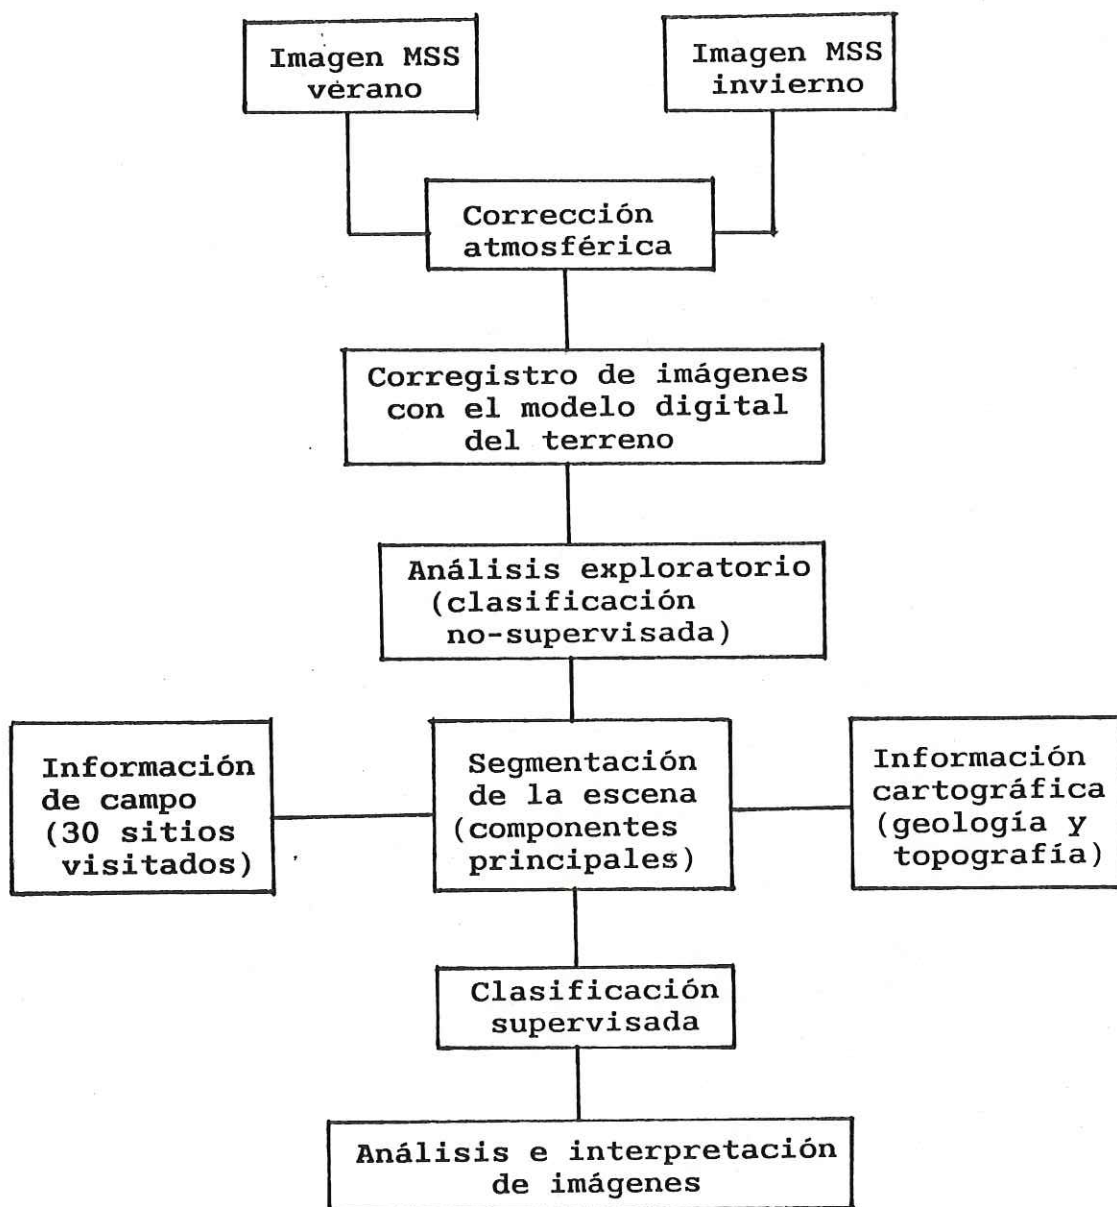 Imagen MSS
verano
Imagen MSS
invierno
Corrección
atmosférica
Corregistro de imágenes
con el modelo digital
del terreno
Análisis exploratorio
(clasificación
no-supervisada)
Información
de campo
(30 sitios
visitados)
Segmentación
de la escena
(componentes
principales)
Información
cartográfica
(geología y
topografía)
Clasificación
supervisada
Análisis e interpretación
de imágenes